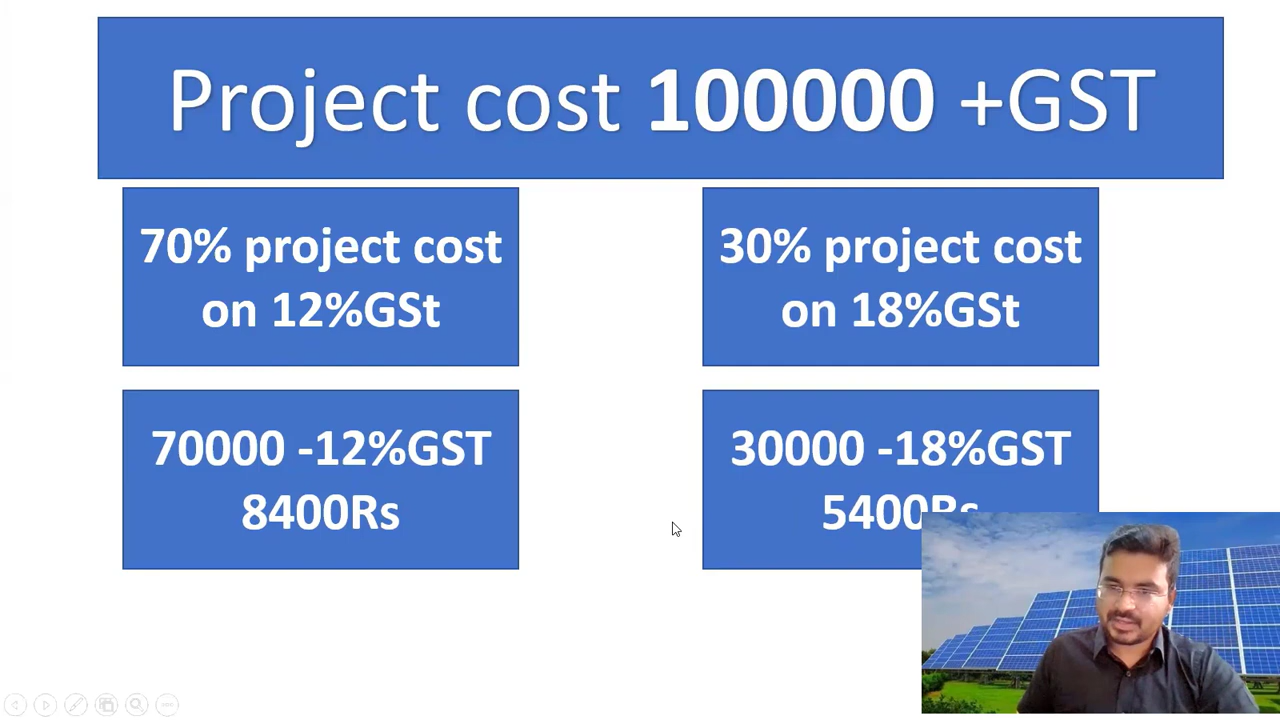 Project cost 100000 +GST
70% project cost
on 12%GSt
30% project cost
on 18%GSt
70000 -12%GST
8400Rs
30000 -18%GST
5400Rs